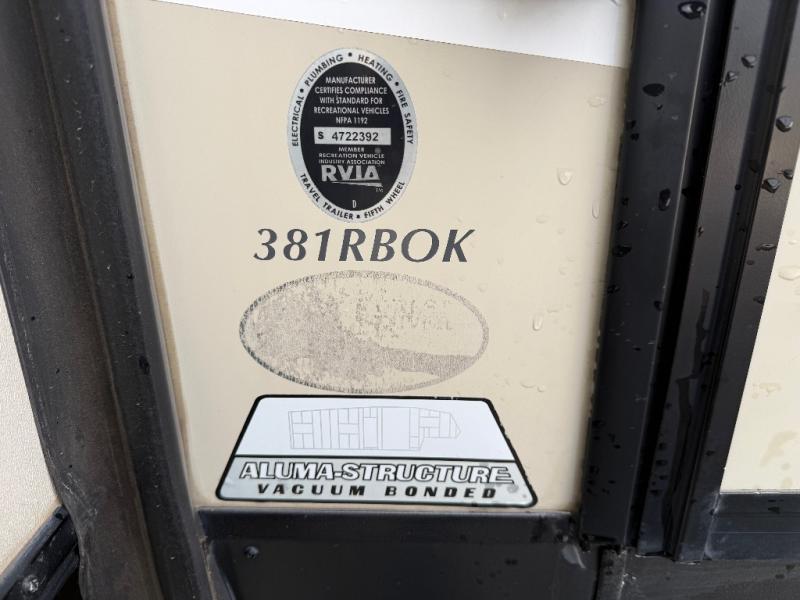 ELECTRICAL • PLUMBING • HEATING • FIRE SAFETY
MANUFACTURER
CERTIFIES COMPLIANCE
WITH STANDARD FOR
RECREATIONAL VEHICLES
NFPA 1192
S 4722392
MEMBER
RECREATION VEHICLE
INDUSTRY ASSOCIATION
RVIA
TM
D
TRAVEL TRAILER • FIFTH WHEEL
381RBOK
ALUMA-STRUCTURE
VACUUM BONDED